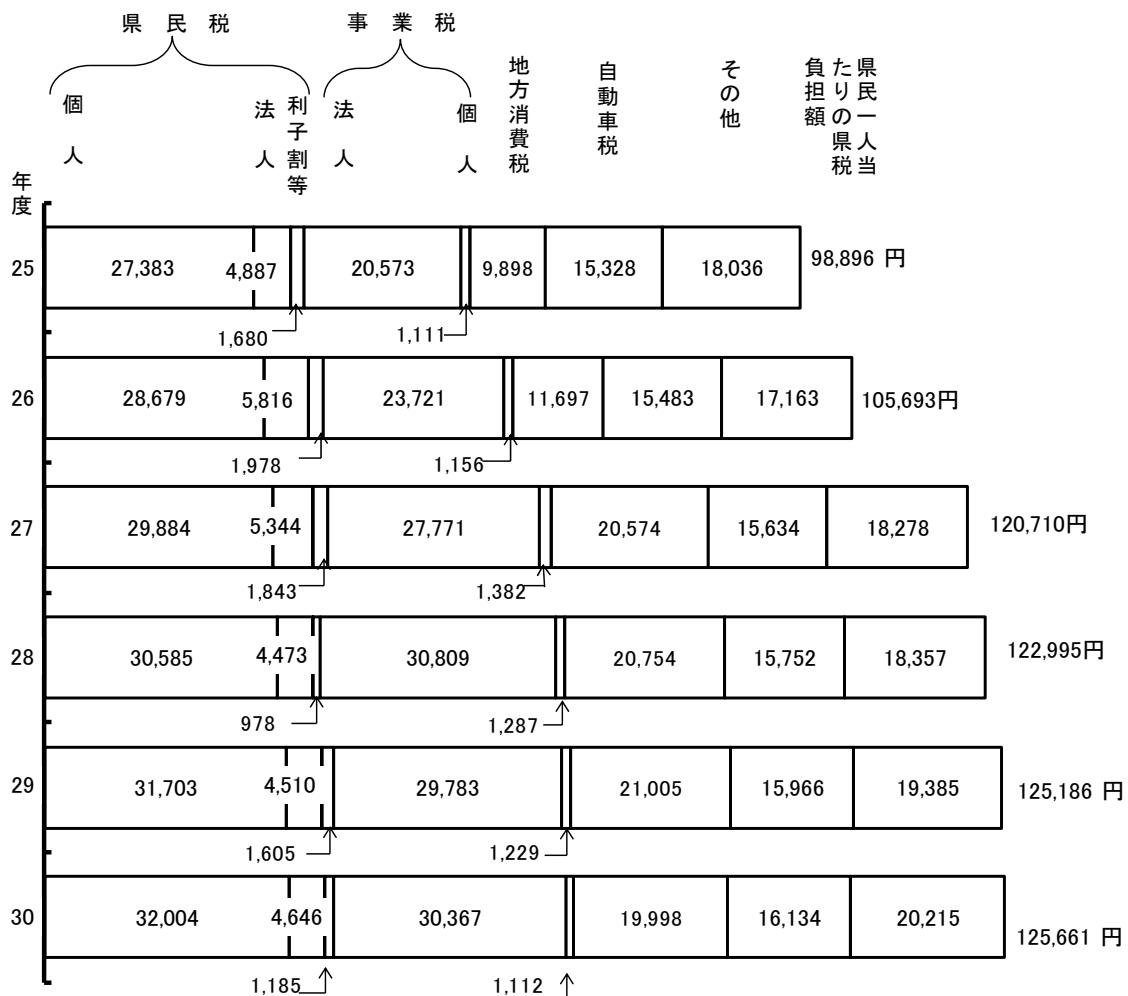 県 民 税
事 業 税
個人
法人
利子割等
法人
個人
地方消費税
自動車税
その他
県民一人当
たりの県税
負担額
年度
25 27,383 4,887 20,573 9,898 15,328 18,036 98,896 円
1,680 1,111
26 28,679 5,816 23,721 11,697 15,483 17,163 105,693円
1,978 1,156
27 29,884 5,344 27,771 20,574 15,634 18,278 120,710円
1,843 1,382
28 30,585 4,473 30,809 20,754 15,752 18,357 122,995円
978 1,287
29 31,703 4,510 29,783 21,005 15,966 19,385 125,186 円
1,605 1,229
30 32,004 4,646 30,367 19,998 16,134 20,215 125,661 円
1,185 1,112